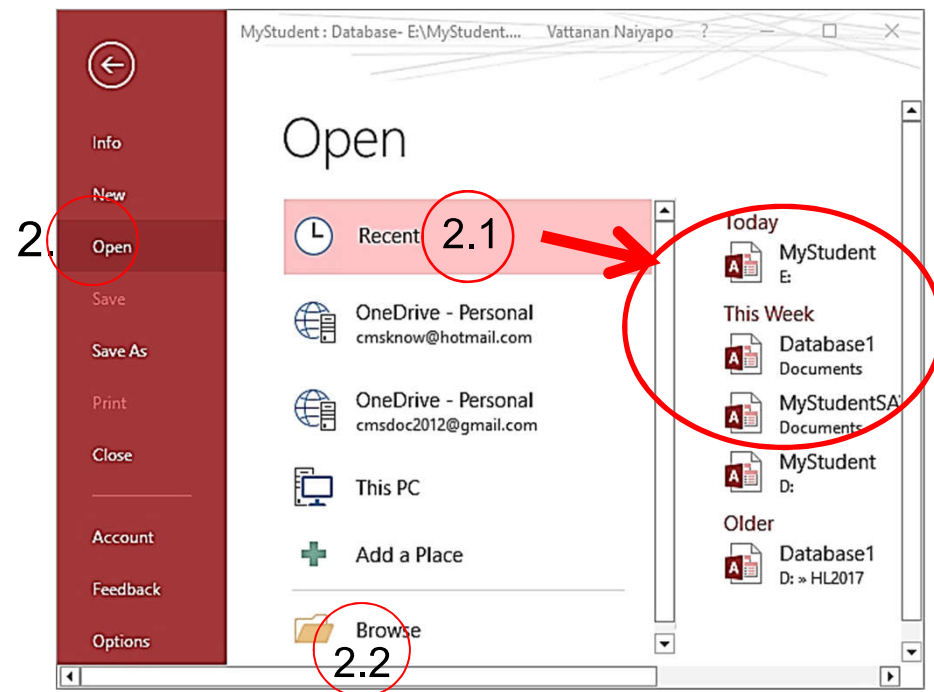 MyStudent : Database- E:\MyStudent.... Vattanan Naiyapo ?
Info
New
2. Open
Save
Save As
Print
Close
Account
Feedback
Options
Open
Recent 2.1
OneDrive - Personal
cmsknow@hotmail.com
OneDrive - Personal
cmsdoc2012@gmail.com
This PC
Add a Place
Browse
2.2
Today
MyStudent
E:
This Week
Database1
Documents
MyStudentSA
Documents
MyStudent
D:
Older
Database1
D: » HL2017